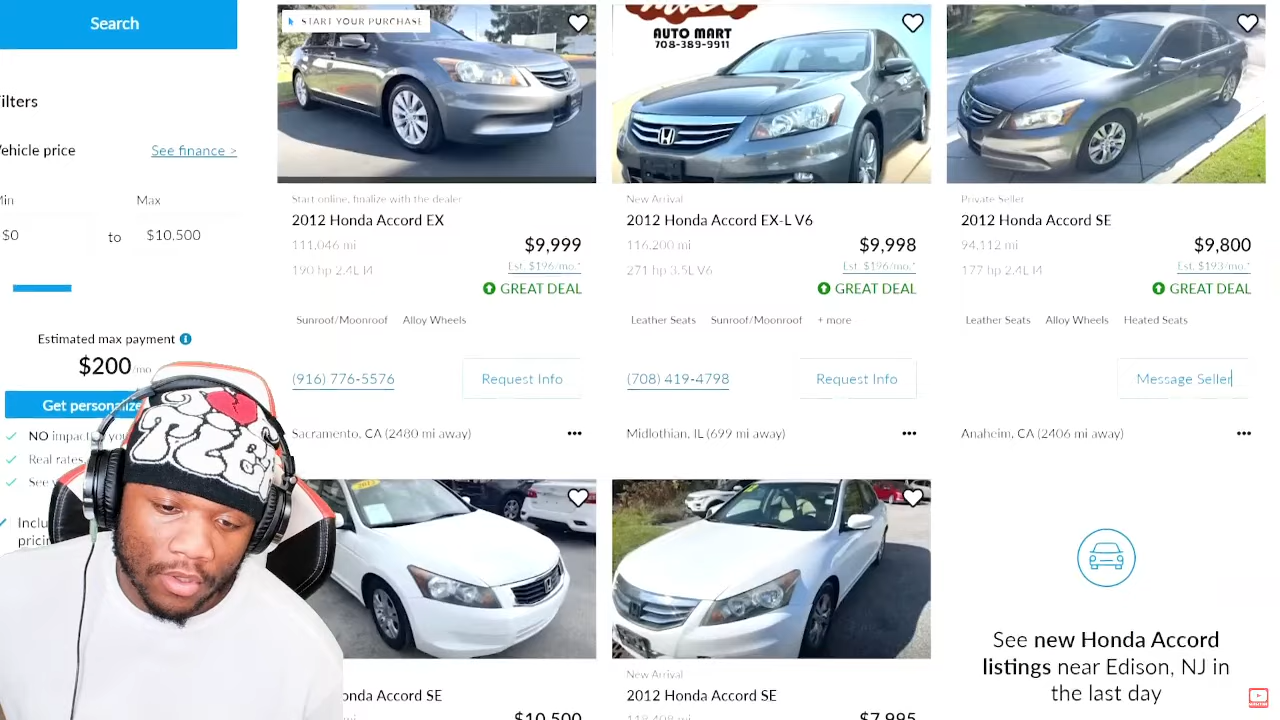 Search
ilters
ehicle price
See finance >
in
Max
$0
to
$10,500
Estimated max payment
$200 /mo.
Get personalize
NO impac
Real rates
See
Inclu
pricin
START YOUR PURCHASE
Start online, finalize with the dealer
2012 Honda Accord EX
111,046 mi
$9,999
Est. $196/mo.*
190 hp 2.4L I4
GREAT DEAL
Sunroof/Moonroof
Alloy Wheels
(916) 776-5576
Request Info
Sacramento, CA (2480 mi away)
AUTO MART
708-389-9911
New Arrival
2012 Honda Accord EX-L V6
116,200 mi
$9,998
Est. $196/mo.*
271 hp 3.5L V6
GREAT DEAL
Leather Seats
Sunroof/Moonroof
+ more
(708) 419-4798
Request Info
Midlothian, IL (699 mi away)
Private Seller
2012 Honda Accord SE
94,112 mi
$9,800
Est. $193/mo.*
177 hp 2.4L I4
GREAT DEAL
Leather Seats
Alloy Wheels
Heated Seats
Message Seller
Anaheim, CA (2406 mi away)
onda Accord SE
mi
$10,500
New Arrival
2012 Honda Accord SE
118,408 mi
$7,995
See new Honda Accord
listings near Edison, NJ in
the last day